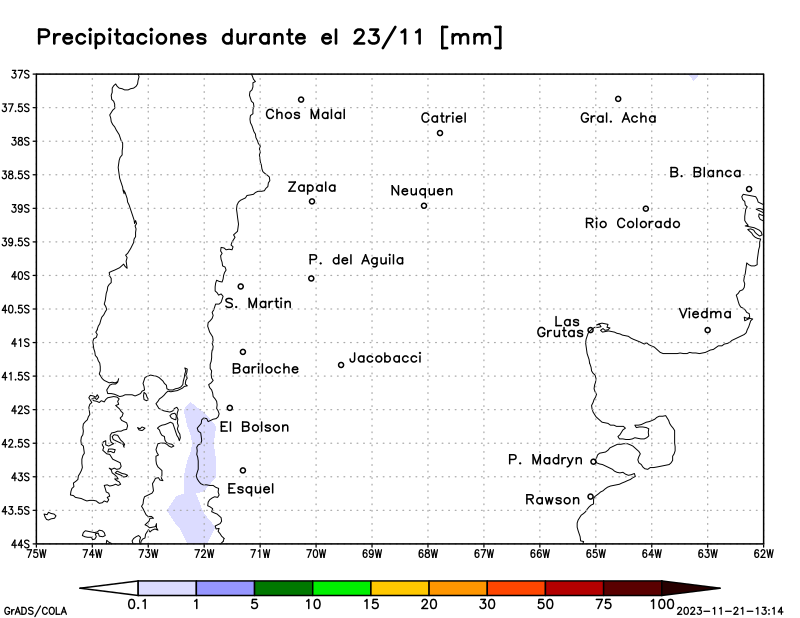 Precipitaciones durante el 23/11 [mm]
37S
37.5S
38S
38.5S
39S
39.5S
40S
40.5S
41S
41.5S
42S
42.5S
43S
43.5S
44S
Chos Malal
Catriel
Gral. Acha
B. Blanca
Zapala
Neuquen
Rio Colorado
P. del Aguila
S. Martin
Viedma
Las
Grutas
Jacobacci
Bariloche
El Bolson
P. Madryn
Esquel
Rawson
75W 74W 73W 72W 71W 70W 69W 68W 67W 66W 65W 64W 63W 62W
0.1 1 5 10 15 20 30 50 75 100
GrADS/COLA
2023-11-21-13:14